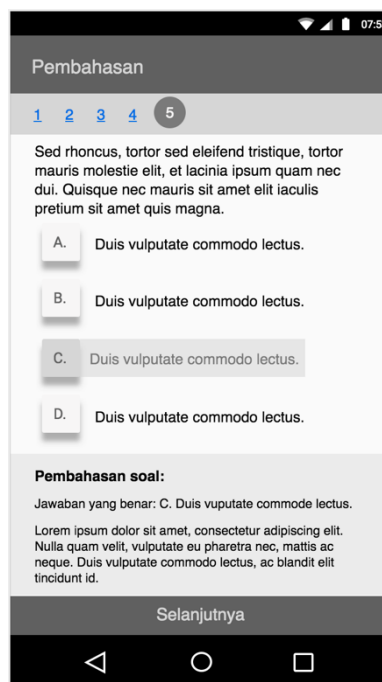 07:5
Pembahasan
1 2 3 4 5
Sed rhoncus, tortor sed eleifend tristique, tortor
mauris molestie elit, et lacinia ipsum quam nec
dui. Quisque nec mauris sit amet elit iaculis
pretium sit amet quis magna.
A. Duis vulputate commodo lectus.
B. Duis vulputate commodo lectus.
C. Duis vulputate commodo lectus.
D. Duis vulputate commodo lectus.
Pembahasan soal:
Jawaban yang benar: C. Duis vuputate commode lectus.
Lorem ipsum dolor sit amet, consectetur adipiscing elit.
Nulla quam velit, vulputate eu pharetra nec, mattis ac
neque. Duis vulputate commodo lectus, ac blandit elit
tincidunt id.
Selanjutnya